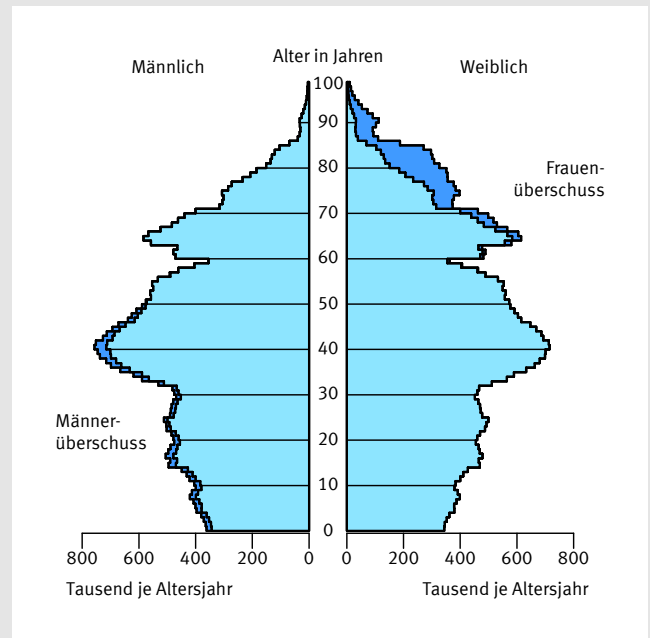 Männlich
Alter in Jahren
Weiblich
100
90
80
70
60
50
40
30
20
10
0
Frauen-
überschuss
Männer-
überschuss
800 600 400 200 0
0 200 400 600 800
Tausend je Altersjahr
Tausend je Altersjahr